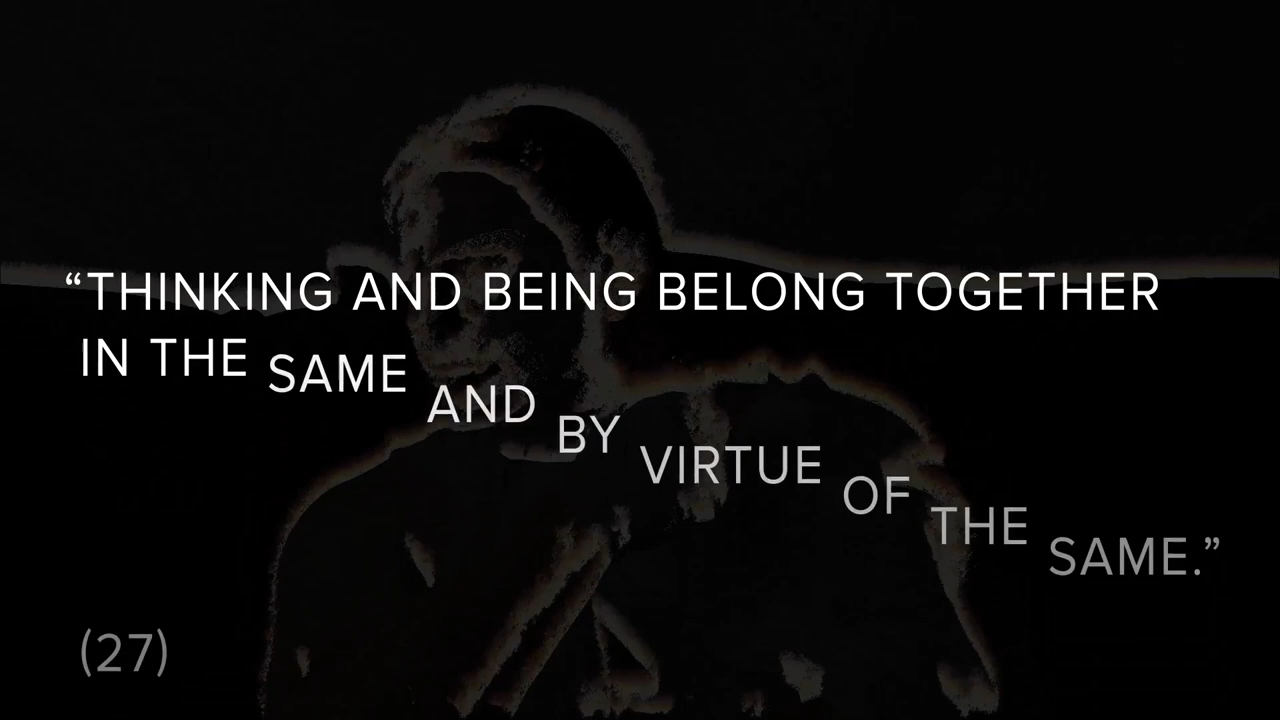 “THINKING AND BEING BELONG TOGETHER
IN THE SAME AND BY VIRTUE OF THE SAME.”
(27)